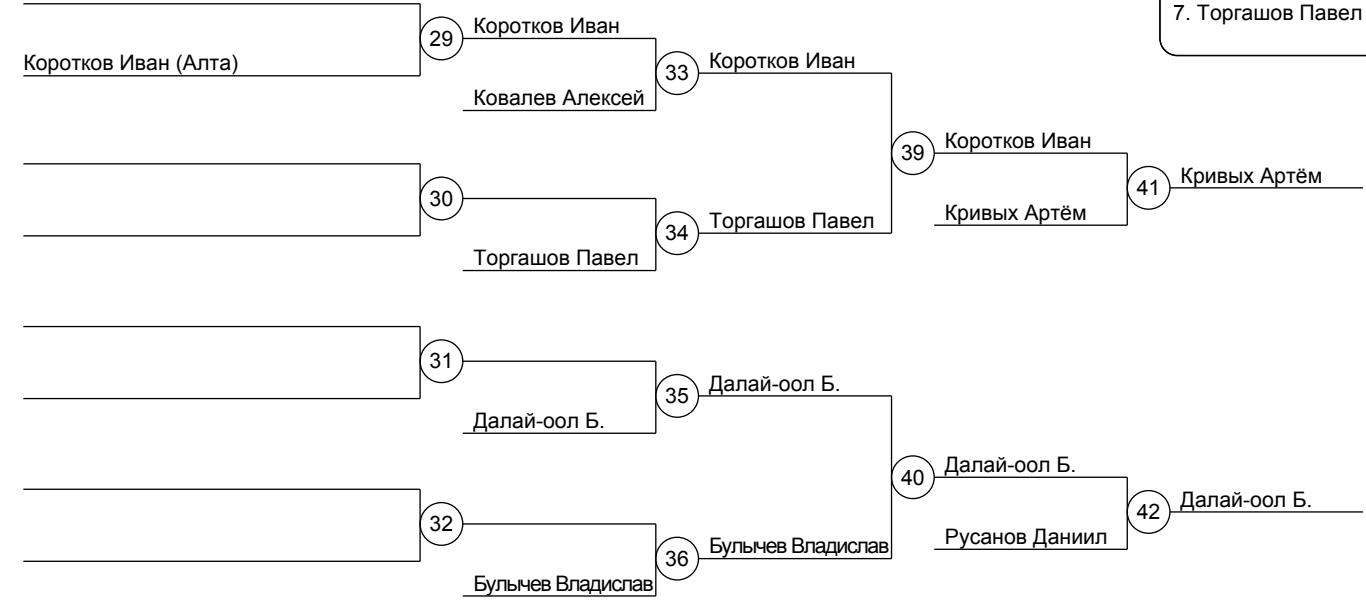 7. Торгашов Павел
29
Коротков Иван
Коротков Иван (Алта)
33
Коротков Иван
Ковалев Алексей
39
Коротков Иван
41
Кривых Артём
30
34
Торгашов Павел
Кривых Артём
Торгашов Павел
31
35
Далай-оол Б.
Далай-оол Б.
40
Далай-оол Б.
42
Далай-оол Б.
32
36
Булычев Владислав
Русанов Даниил
Булычев Владислав